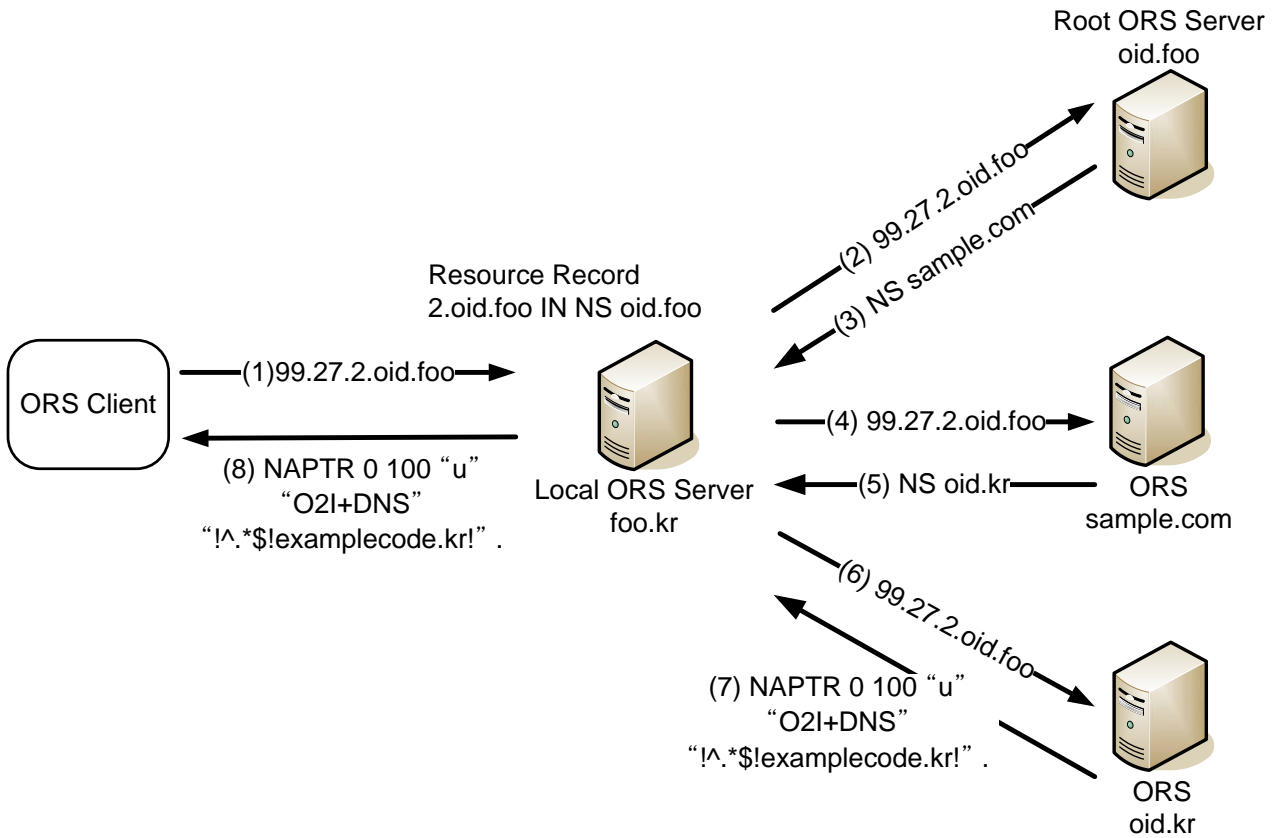 Root ORS Server
oid.foo
(2) 99.27.2.oid.foo
(3) NS sample.com
Resource Record
2.oid.foo IN NS oid.foo
ORS Client
(1)99.27.2.oid.foo
(8) NAPTR 0 100 “u”
“O2I+DNS”
“!^.*$!examplecode.kr!” .
Local ORS Server
foo.kr
(4) 99.27.2.oid.foo
(5) NS oid.kr
ORS
sample.com
(6) 99.27.2.oid.foo
(7) NAPTR 0 100 “u”
“O2I+DNS”
“!^.*$!examplecode.kr!” .
ORS
oid.kr